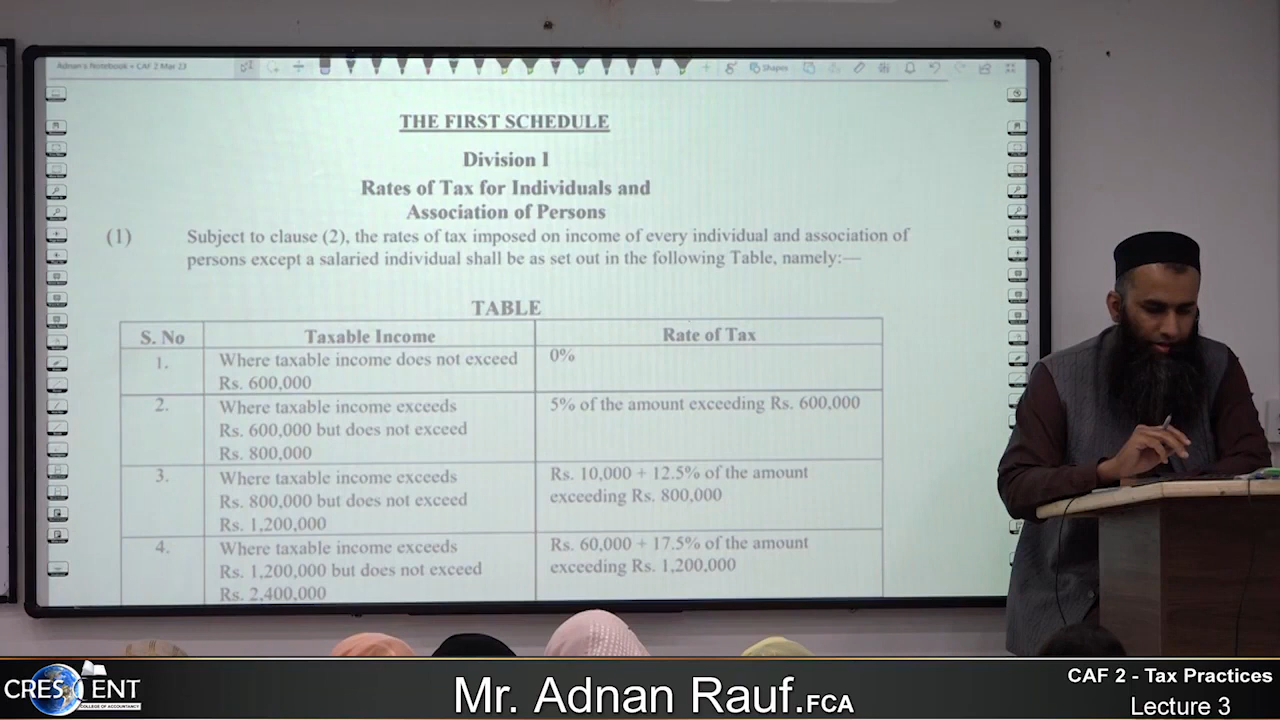 Adnan's Notebook - CAF 2 Mar 23
Shapes
THE FIRST SCHEDULE
Division I
Rates of Tax for Individuals and
Association of Persons
(1) Subject to clause (2), the rates of tax imposed on income of every individual and association of
persons except a salaried individual shall be as set out in the following Table, namely:—
TABLE
S. No Taxable Income Rate of Tax
1. Where taxable income does not exceed 0%
Rs. 600,000
2. Where taxable income exceeds 5% of the amount exceeding Rs. 600,000
Rs. 600,000 but does not exceed
Rs. 800,000
3. Where taxable income exceeds Rs. 10,000 + 12.5% of the amount
Rs. 800,000 but does not exceed exceeding Rs. 800,000
Rs. 1,200,000
4. Where taxable income exceeds Rs. 60,000 + 17.5% of the amount
Rs. 1,200,000 but does not exceed exceeding Rs. 1,200,000
Rs. 2,400,000
CRESCENT
COLLEGE OF ACCOUNTANCY
Mr. Adnan Rauf.FCA
CAF 2 - Tax Practices
Lecture 3